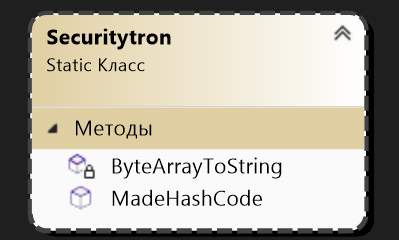 Securitytron
Static Класс
Методы
ByteArrayToString
MadeHashCode